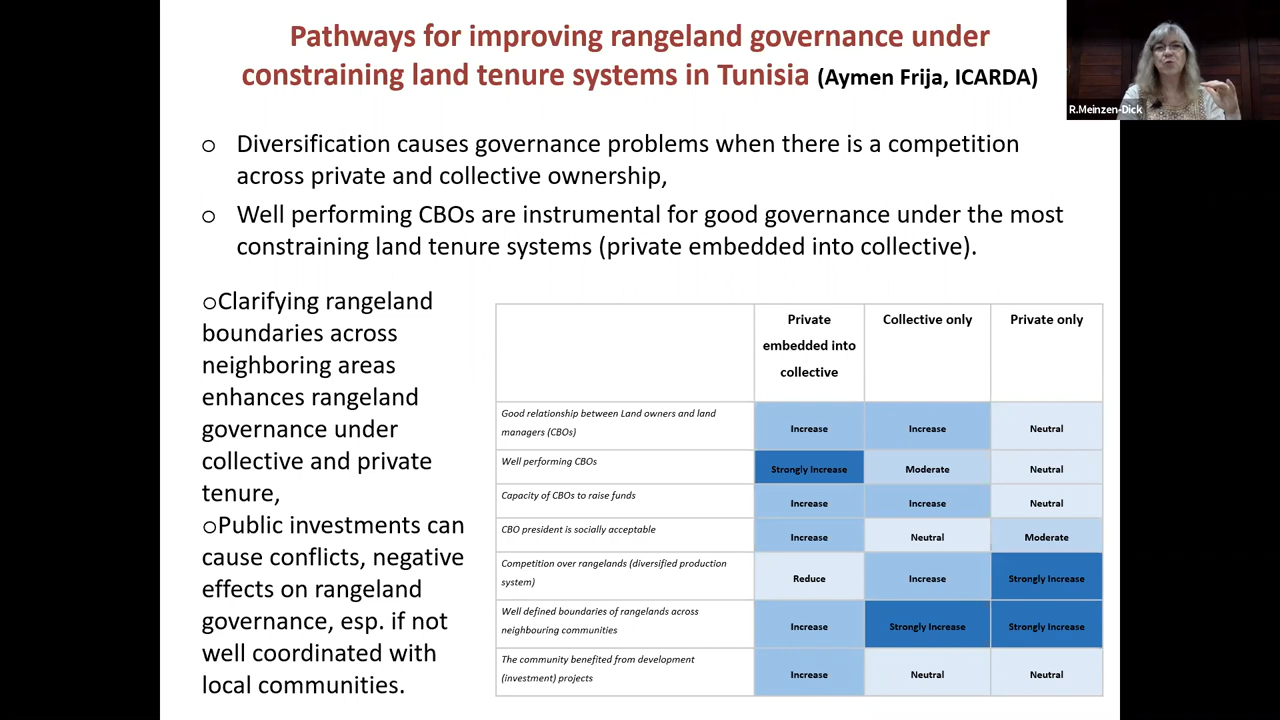 Pathways for improving rangeland governance under
constraining land tenure systems in Tunisia (Aymen Frija, ICARDA)
R.Meinzen-Dick
o Diversification causes governance problems when there is a competition
across private and collective ownership,
o Well performing CBOs are instrumental for good governance under the most
constraining land tenure systems (private embedded into collective).
oClarifying rangeland
boundaries across
neighboring areas
enhances rangeland
governance under
collective and private
tenure,
oPublic investments can
cause conflicts, negative
effects on rangeland
governance, esp. if not
well coordinated with
local communities.
Private
embedded into
collective
Collective only
Private only
Good relationship between Land owners and land
managers (CBOs)
Increase
Increase
Neutral
Well performing CBOs
Strongly Increase
Moderate
Neutral
Capacity of CBOs to raise funds
Increase
Increase
Neutral
CBO president is socially acceptable
Increase
Neutral
Moderate
Competition over rangelands (diversified production
system)
Reduce
Increase
Strongly Increase
Well defined boundaries of rangelands across
neighbouring communities
Increase
Strongly Increase
Strongly Increase
The community benefited from development
(investment) projects
Increase
Neutral
Neutral